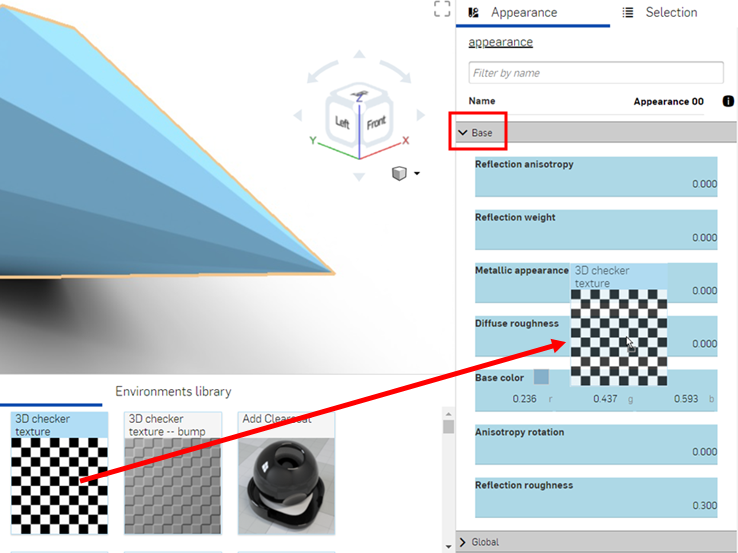 Appearance
Selection
appearance
Filter by name
Name
Appearance 00
Base
Reflection anisotropy
0.000
Reflection weight
0.000
Metallic appearance
0.000
3D checker
texture
Diffuse roughness
0.000
Base color
0.236 r 0.437 g 0.593 b
Anisotropy rotation
0.000
Reflection roughness
0.300
Global
Z
Left
Front
Y
X
Environments library
3D checker
texture
3D checker
texture -- bump
Add Clearcoat